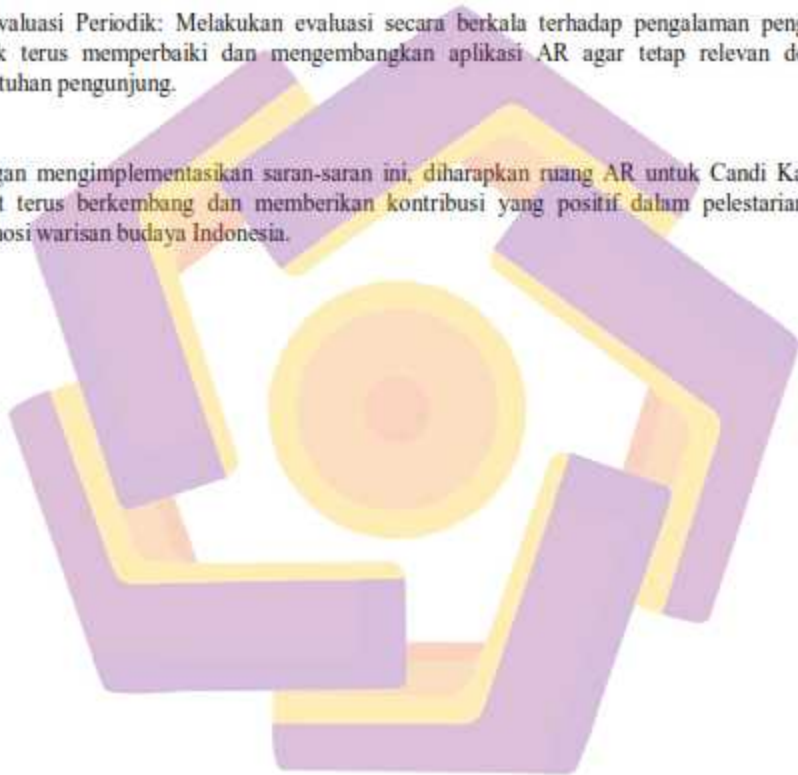 valuasi Periodik: Melakukan evaluasi secara berkala terhadap pengalaman peng
k terus memperbaiki dan mengembangkan aplikasi AR agar tetap relevan de
tuhan pengunjung.
gan mengimplementasikan saran-saran ini, diharapkan ruang AR untuk Candi Ka
t terus berkembang dan memberikan kontribusi yang positif dalam pelestarian
nosi warisan budaya Indonesia.